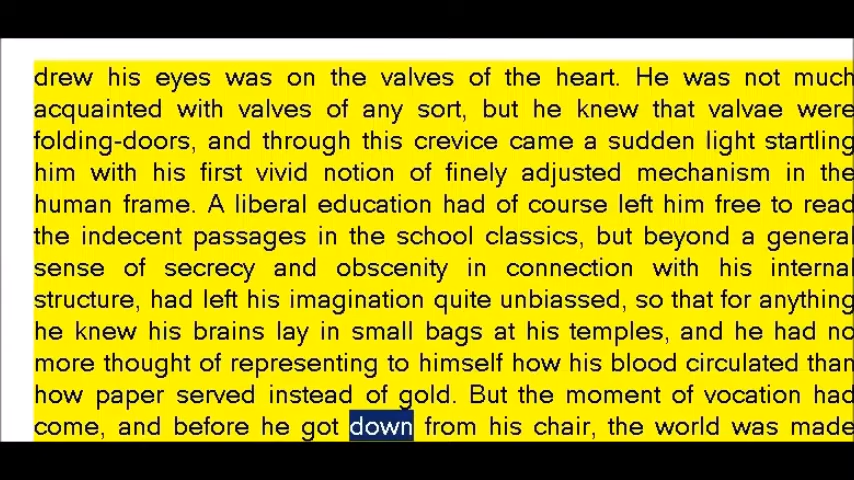 drew his eyes was on the valves of the heart. He was not much
acquainted with valves of any sort, but he knew that valvae were
folding-doors, and through this crevice came a sudden light startling
him with his first vivid notion of finely adjusted mechanism in the
human frame. A liberal education had of course left him free to read
the indecent passages in the school classics, but beyond a general
sense of secrecy and obscenity in connection with his internal
structure, had left his imagination quite unbiassed, so that for anything
he knew his brains lay in small bags at his temples, and he had no
more thought of representing to himself how his blood circulated than
how paper served instead of gold. But the moment of vocation had
come, and before he got down from his chair, the world was made